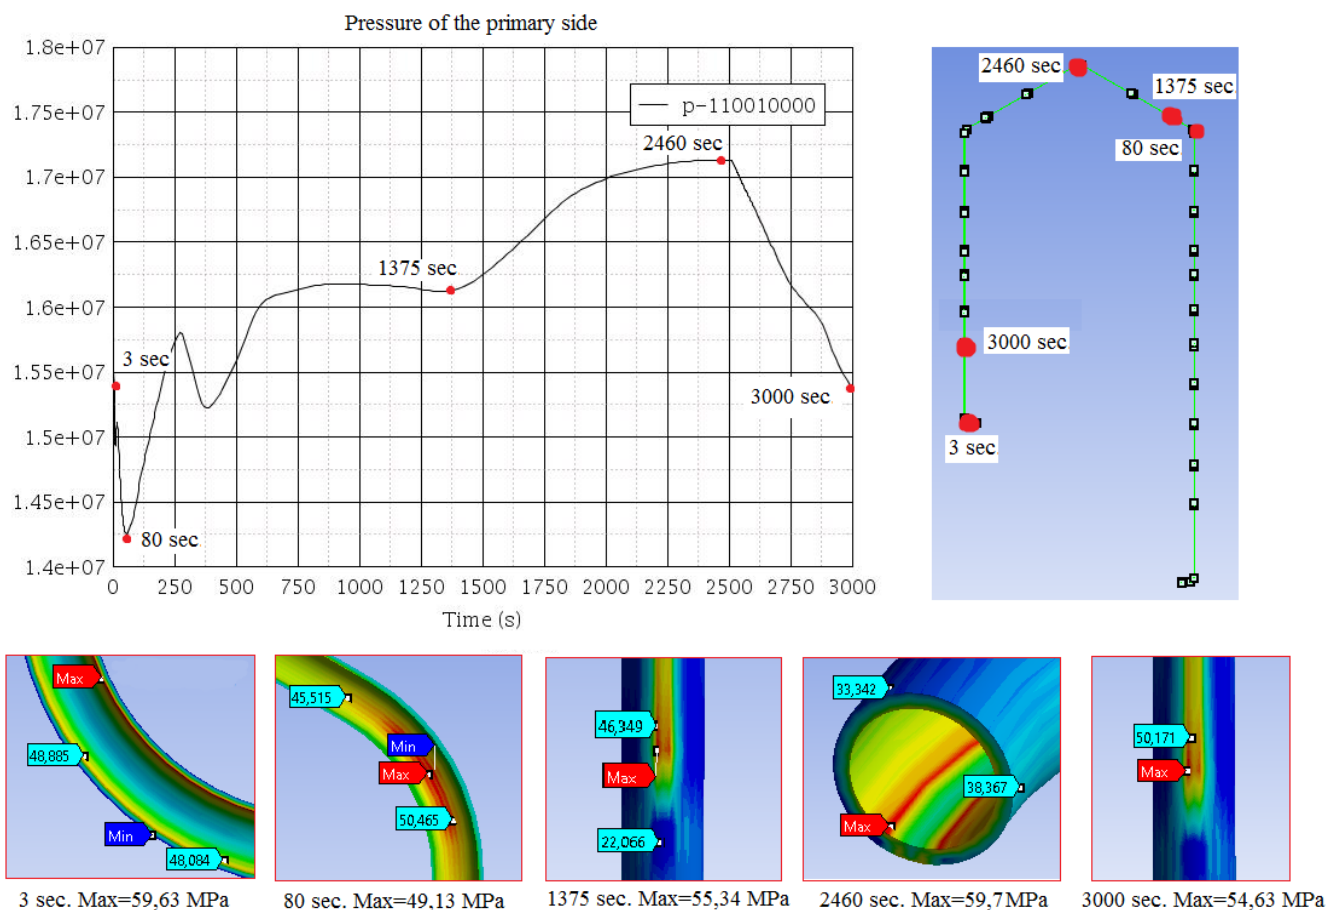 Pressure of the primary side
1.8e+07
1.75e+07
1.7e+07
1.65e+07
1.6e+07
1.55e+07
1.5e+07
1.45e+07
1.4e+07
p-110010000
2460 sec
1375 sec
3 sec
3000 sec
80 sec
0 250 500 750 1000 1250 1500 1750 2000 2250 2500 2750 3000
Time (s)
2460 sec.
1375 sec.
80 sec.
3000 sec.
3 sec.
Max
48,885
Min
48,084
3 sec. Max=59,63 MPa
45,515
Min
Max
50,465
80 sec. Max=49,13 MPa
46,349
Max
22,066
1375 sec. Max=55,34 MPa
33,342
38,367
Max
2460 sec. Max=59,7MPa
50,171
Max
3000 sec. Max=54,63 MPa